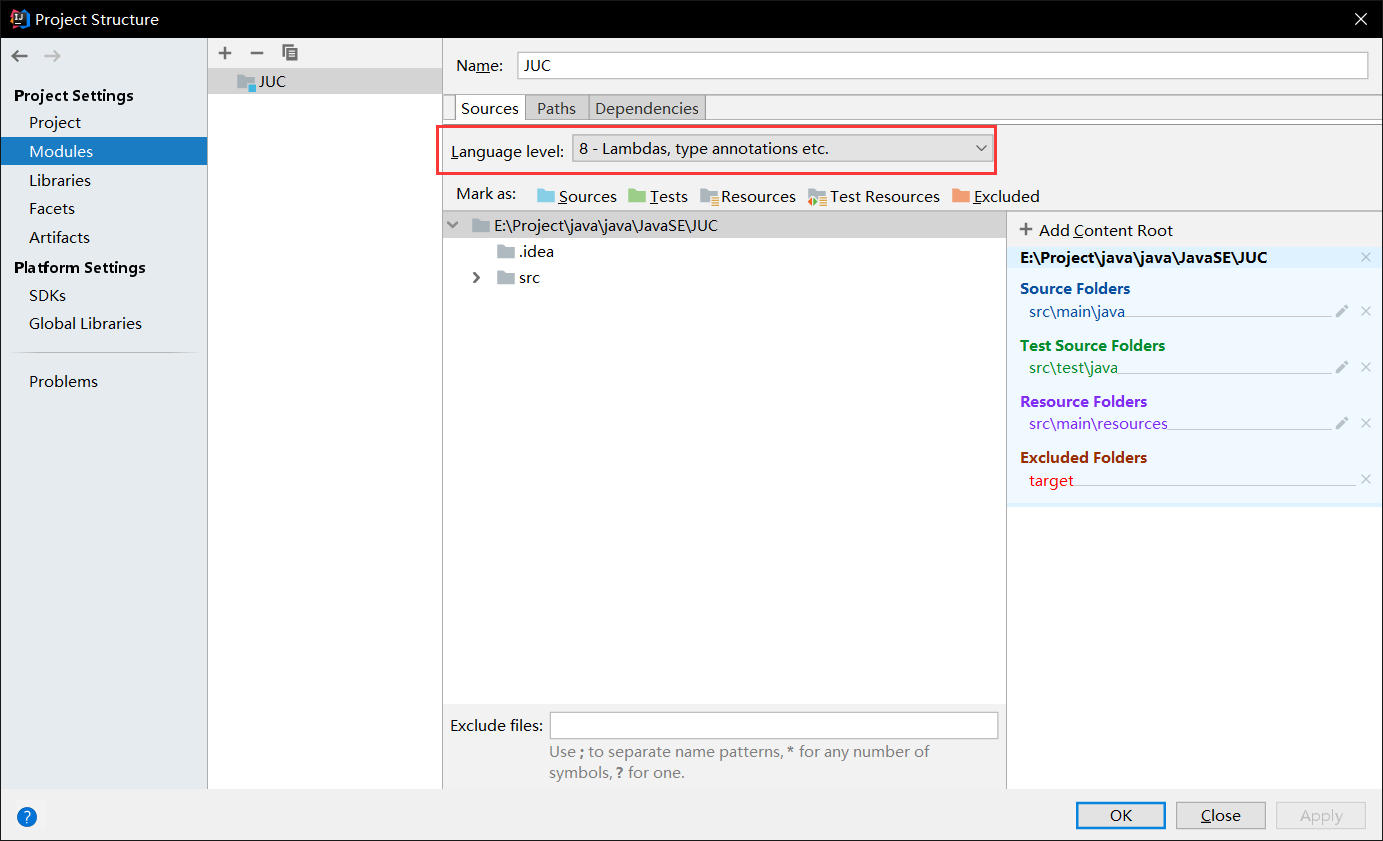 Project Structure
Project Settings
Project
Modules
Libraries
Facets
Artifacts
Platform Settings
SDKs
Global Libraries
Problems
JUC
Name: JUC
Sources Paths Dependencies
Language level: 8 - Lambdas, type annotations etc.
Mark as: Sources Tests Resources Test Resources Excluded
E:\Project\java\java\JavaSE\JUC
.idea
src
Exclude files:
Use ; to separate name patterns, * for any number of
symbols, ? for one.
+ Add Content Root
E:\Project\java\java\JavaSE\JUC
Source Folders
src\main\java
Test Source Folders
src\test\java
Resource Folders
src\main\resources
Excluded Folders
target
? OK Close Apply